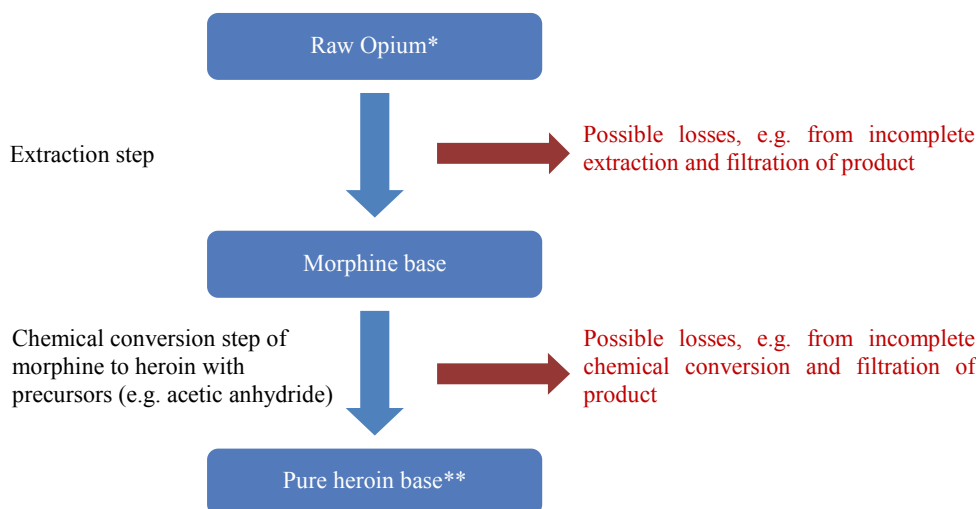 Raw Opium*
Extraction step
Possible losses, e.g. from incomplete
extraction and filtration of product
Morphine base
Chemical conversion step of
morphine to heroin with
precursors (e.g. acetic anhydride)
Possible losses, e.g. from incomplete
chemical conversion and filtration of
product
Pure heroin base**